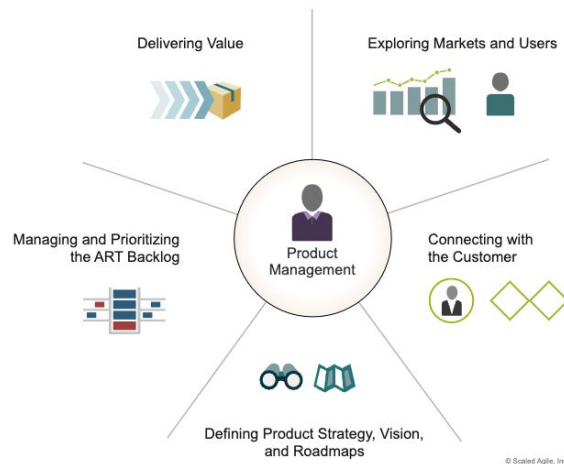 Delivering Value
Exploring Markets and Users
Product
Management
Managing and Prioritizing
the ART Backlog
Connecting with
the Customer
Defining Product Strategy, Vision,
and Roadmaps
© Scaled Agile, Inc